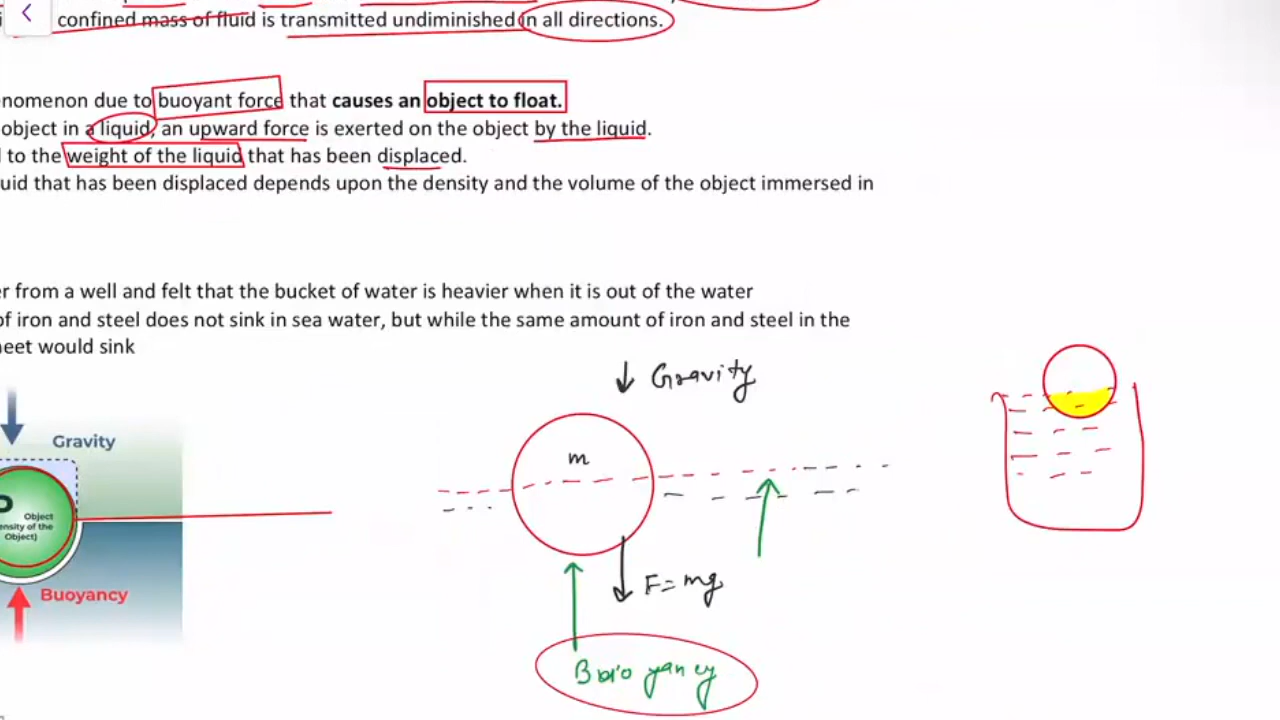 confined mass of fluid is transmitted undiminished in all directions.
nomenon due to buoyant force that causes an object to float.
object in a liquid, an upward force is exerted on the object by the liquid.
to the weight of the liquid that has been displaced.
uid that has been displaced depends upon the density and the volume of the object immersed in
er from a well and felt that the bucket of water is heavier when it is out of the water
of iron and steel does not sink in sea water, but while the same amount of iron and steel in the
heet would sink
Gravity
Gravity
m
Object
ensity of the
Object)
F=mg
Buoyancy